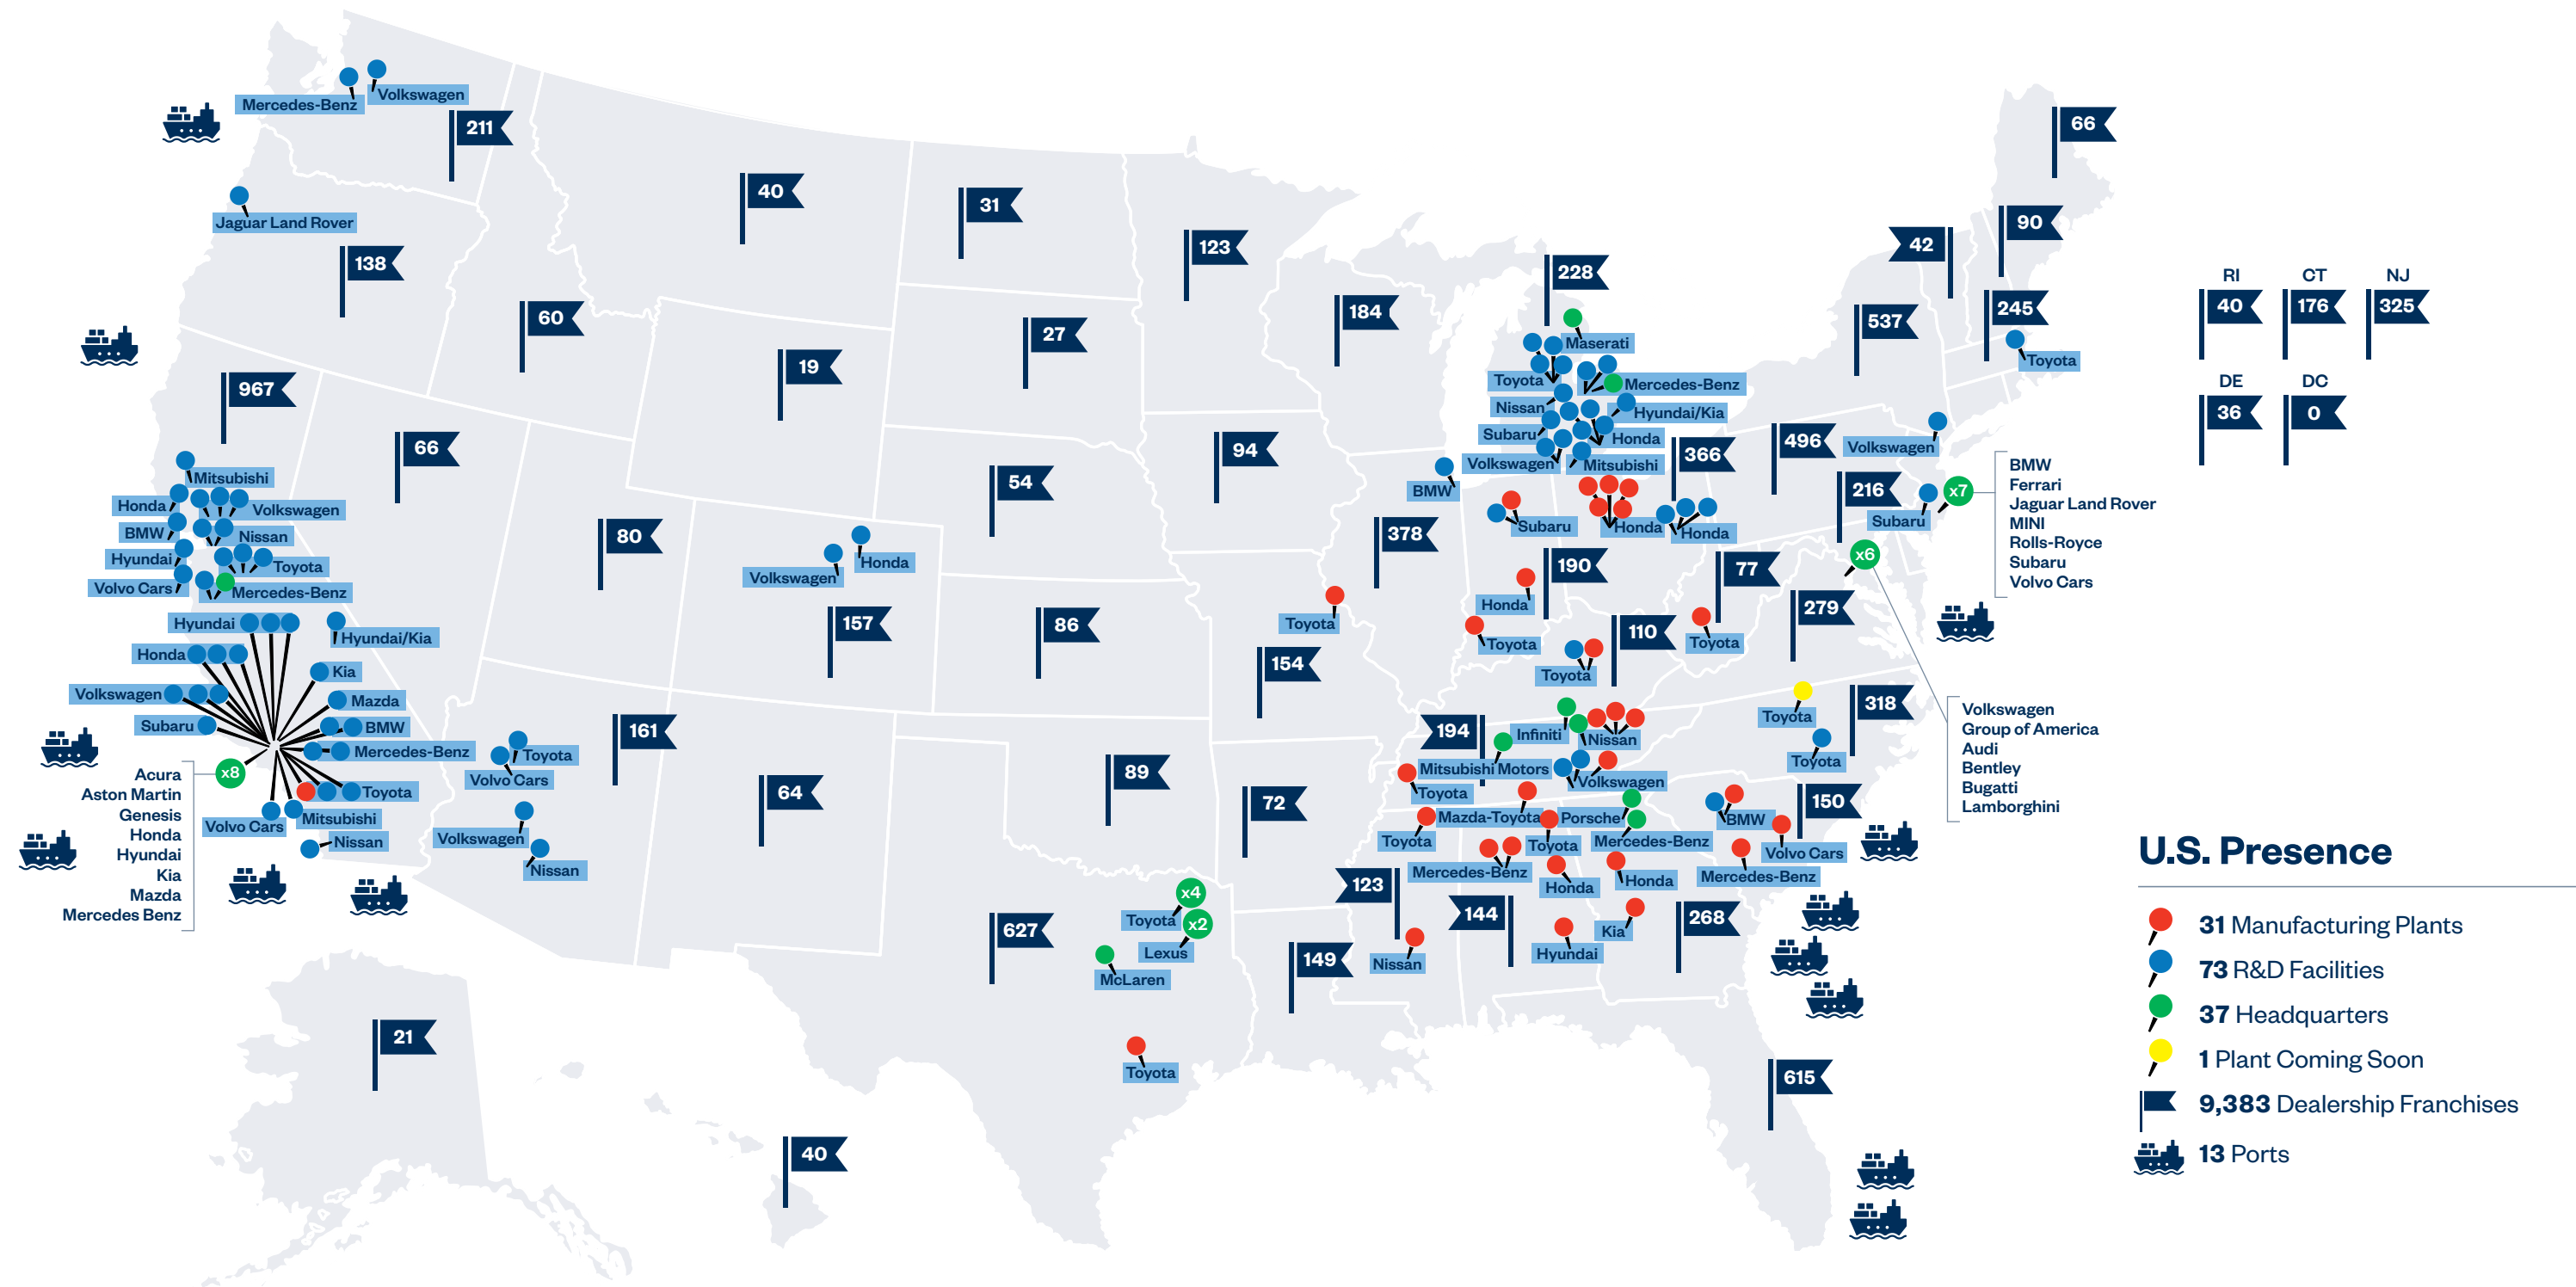 Mercedes-Benz
Volkswagen
211
Jaguar Land Rover
138
40
31
123
66
90
42
228
184
537
245
Toyota
RI
40
CT
176
NJ
325
DE
36
DC
0
60
27
19
967
66
Maserati
Toyota
Mercedes-Benz
Nissan
Hyundai/Kia
Subaru
Honda
Volkswagen
Mitsubishi
BMW
366
496
Volkswagen
216
Subaru
x7
BMW
Ferrari
Jaguar Land Rover
MINI
Rolls-Royce
Subaru
Volvo Cars
94
54
Mitsubishi
Honda
Volkswagen
BMW
Nissan
Hyundai
Toyota
Volvo Cars
Mercedes-Benz
80
Volkswagen
Honda
378
Subaru
Honda
Honda
190
77
x6
279
Honda
Toyota
Toyota
110
Toyota
Toyota
157
86
154
Hyundai
Hyundai/Kia
Honda
Kia
Volkswagen
Mazda
Subaru
BMW
Mercedes-Benz
x8
Acura
Aston Martin
Genesis
Honda
Hyundai
Kia
Mazda
Mercedes Benz
Toyota
Volvo Cars
Mitsubishi
Nissan
Toyota
Volvo Cars
Volkswagen
Nissan
161
64
89
72
194
Infiniti
Nissan
Mitsubishi Motors
Volkswagen
Toyota
Toyota
Toyota
318
Volkswagen
Group of America
Audi
Bentley
Bugatti
Lamborghini
Toyota
Mazda-Toyota
Porsche
Toyota
Mercedes-Benz
BMW
150
Volvo Cars
Mercedes-Benz
Mercedes-Benz
Honda
Honda
123
144
268
Kia
Hyundai
Nissan
149
627
x4
Toyota
x2
Lexus
McLaren
Toyota
615
21
40
U.S. Presence
31 Manufacturing Plants
73 R&D Facilities
37 Headquarters
1 Plant Coming Soon
9,383 Dealership Franchises
13 Ports